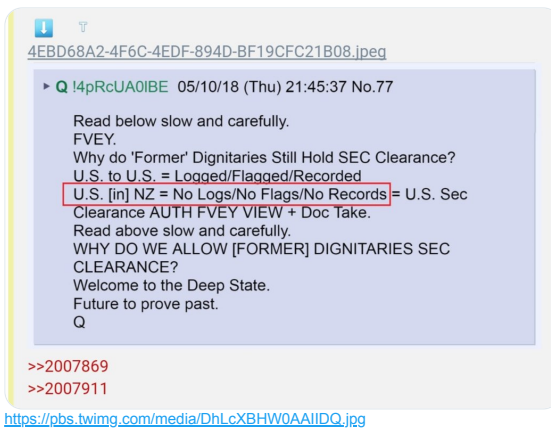 4EBD68A2-4F6C-4EDF-894D-BF19CFC21B08.jpeg
▶ Q !4pRcUA0lBE 05/10/18 (Thu) 21:45:37 No.77
Read below slow and carefully.
FVEY.
Why do 'Former' Dignitaries Still Hold SEC Clearance?
U.S. to U.S. = Logged/Flagged/Recorded
U.S. [in] NZ = No Logs/No Flags/No Records = U.S. Sec
Clearance AUTH FVEY VIEW + Doc Take.
Read above slow and carefully.
WHY DO WE ALLOW [FORMER] DIGNITARIES SEC
CLEARANCE?
Welcome to the Deep State.
Future to prove past.
Q
>>2007869
>>2007911
https://pbs.twimg.com/media/DhLcXBHW0AAIIDQ.jpg